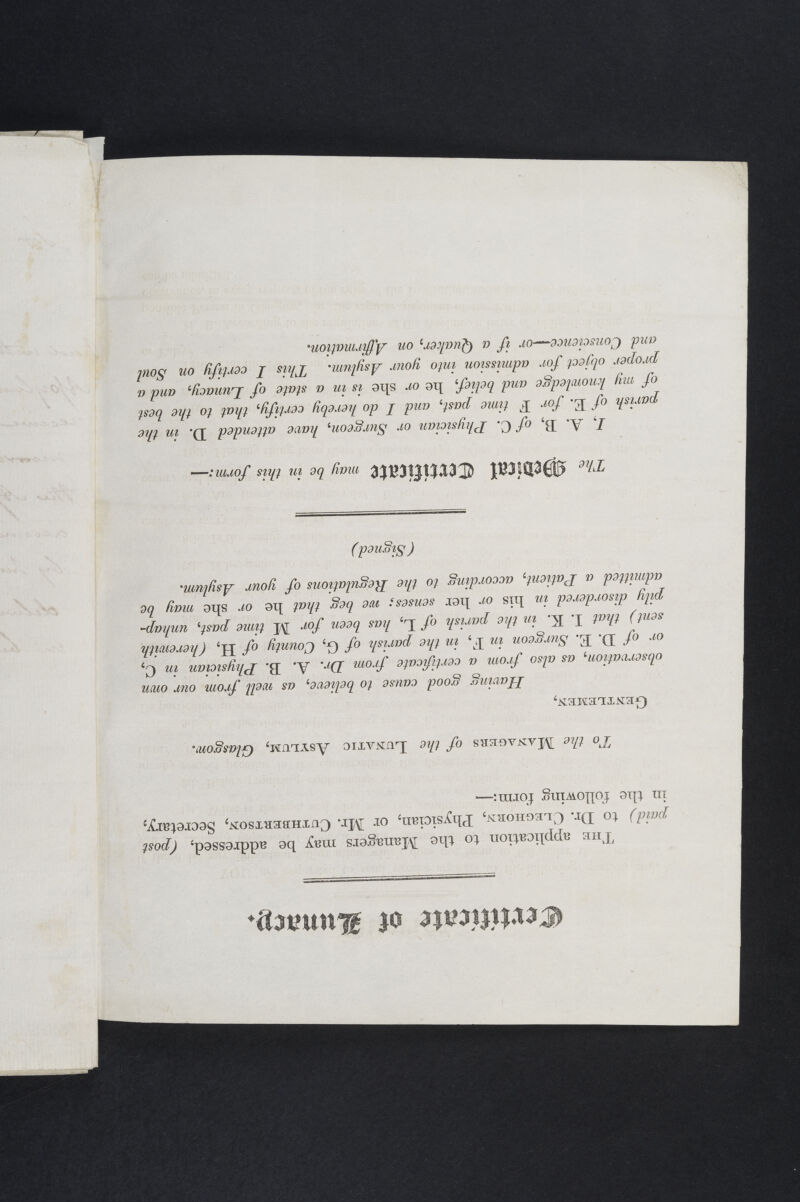 Certificate of Lunacy.
THE application to the Managers may be addressed, (post
paid) to Dr. CLEGHORN, Physician, or Mr. CUTHBERTSON, Secretary,
in the following form:—
To the MANAGERS of the LUNATIC ASYLUM, Glasgow.
GENTLEMEN,
Having good cause to believe, as well from our own
observation, as also from a certificate from Dr. A. B. Physician in C,
or of D. E. Surgeon in F, in the parish of G, County of H, (herewith
sent) that I. K. in the parish of L, has been for M time past, unhap-
pily disordered in his or her senses; we beg that he or she may be
admitted a Patient, according to the Regulations of your Asylum.
(Signed)
The Medical Certificate may be in this form:—
I, A. B, of C. Physician or Surgeon, have attended D. in the
parish of E. for F time past, and I do hereby certify, that to the best
of my knowledge and belief, he or she is in a state of Lunacy, and a
proper object for admission into your Asylum. This I certify on Soul
and Conscience—or if a Quaker, on Affirmation.